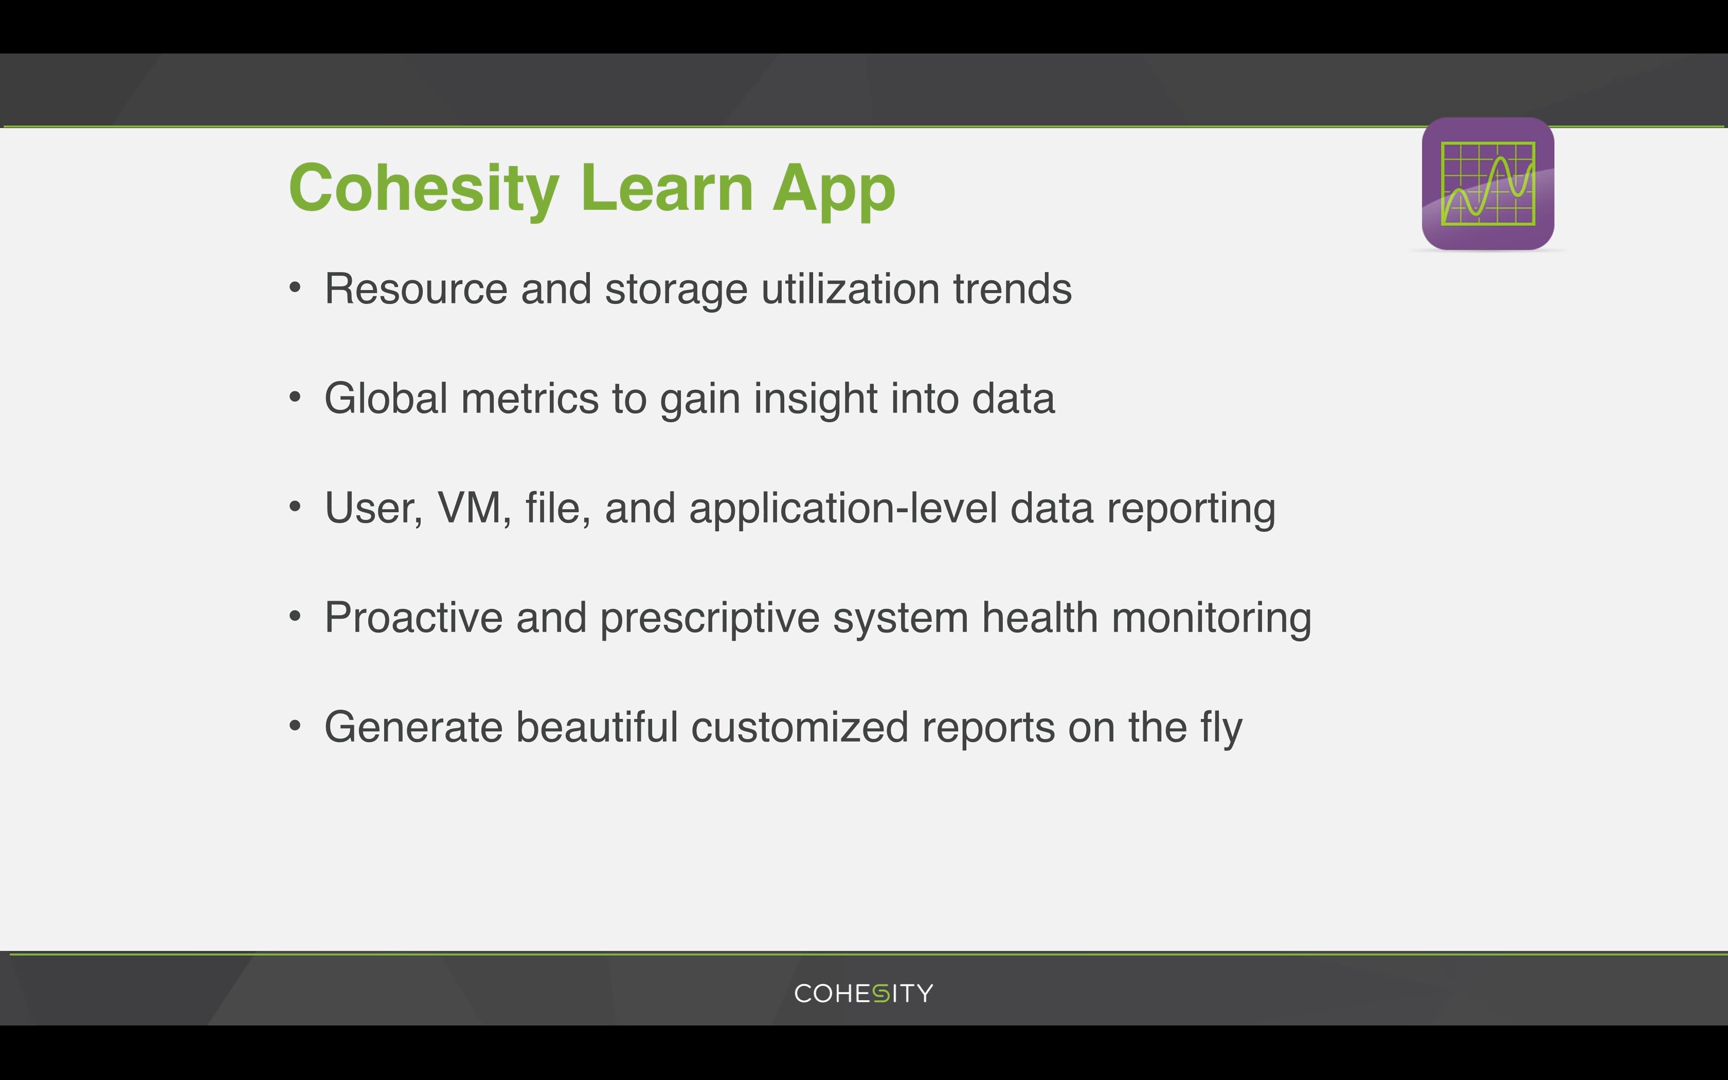 Cohesity Learn App
• Resource and storage utilization trends
• Global metrics to gain insight into data
• User, VM, file, and application-level data reporting
• Proactive and prescriptive system health monitoring
• Generate beautiful customized reports on the fly
COHESITY